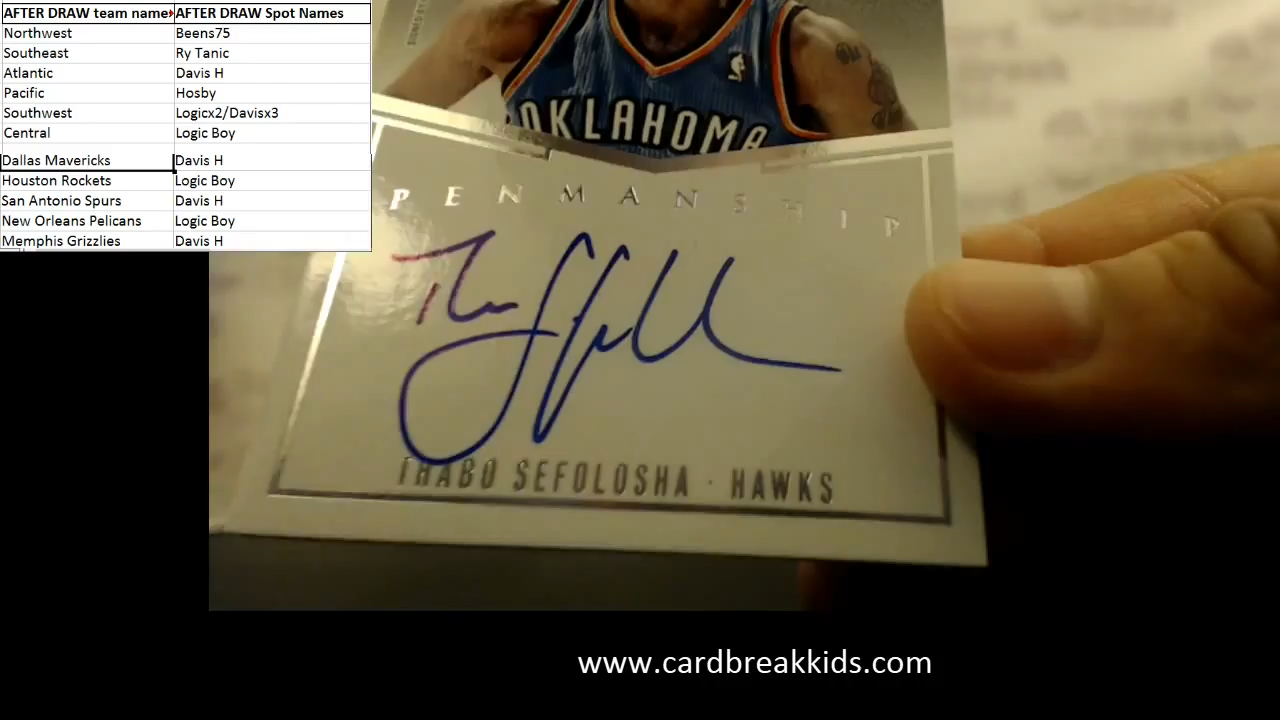 AFTER DRAW team name AFTER DRAW Spot Names
Northwest Beens75
Southeast Ry Tanic
Atlantic Davis H
Pacific Hosby
Southwest Logicx2/Davisx3
Central Logic Boy
Dallas Mavericks Davis H
Houston Rockets Logic Boy
San Antonio Spurs Davis H
New Orleans Pelicans Logic Boy
Memphis Grizzlies Davis H
OKLAHOMA
PENMANSHIP
THABO SEFOLOSHA · HAWKS
www.cardbreakkids.com